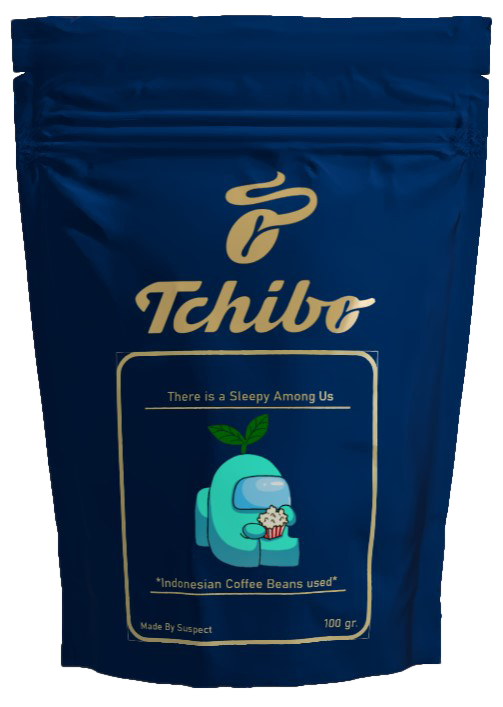 Tchibo
There is a Sleepy Among Us
*Indonesian Coffee Beans used*
Made By Suspect
100 gr.